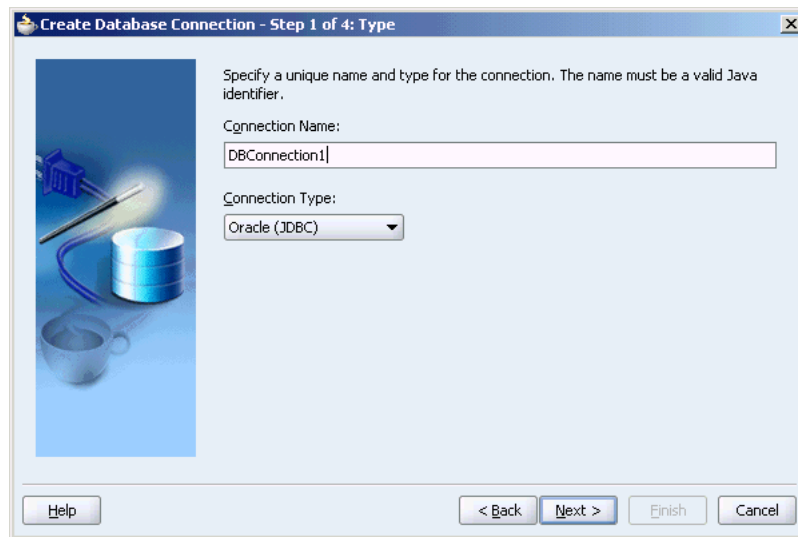 Create Database Connection - Step 1 of 4: Type
Specify a unique name and type for the connection. The name must be a valid Java
identifier.
Connection Name:
DBConnection1
Connection Type:
Oracle (JDBC)
Help
< Back
Next >
Finish
Cancel